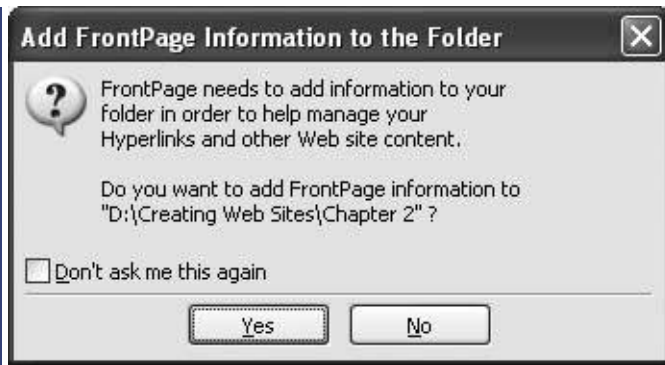 Add FrontPage Information to the Folder
FrontPage needs to add information to your
folder in order to help manage your
Hyperlinks and other Web site content.
Do you want to add FrontPage information to
"D:\Creating Web Sites\Chapter 2" ?
Don't ask me this again
Yes
No